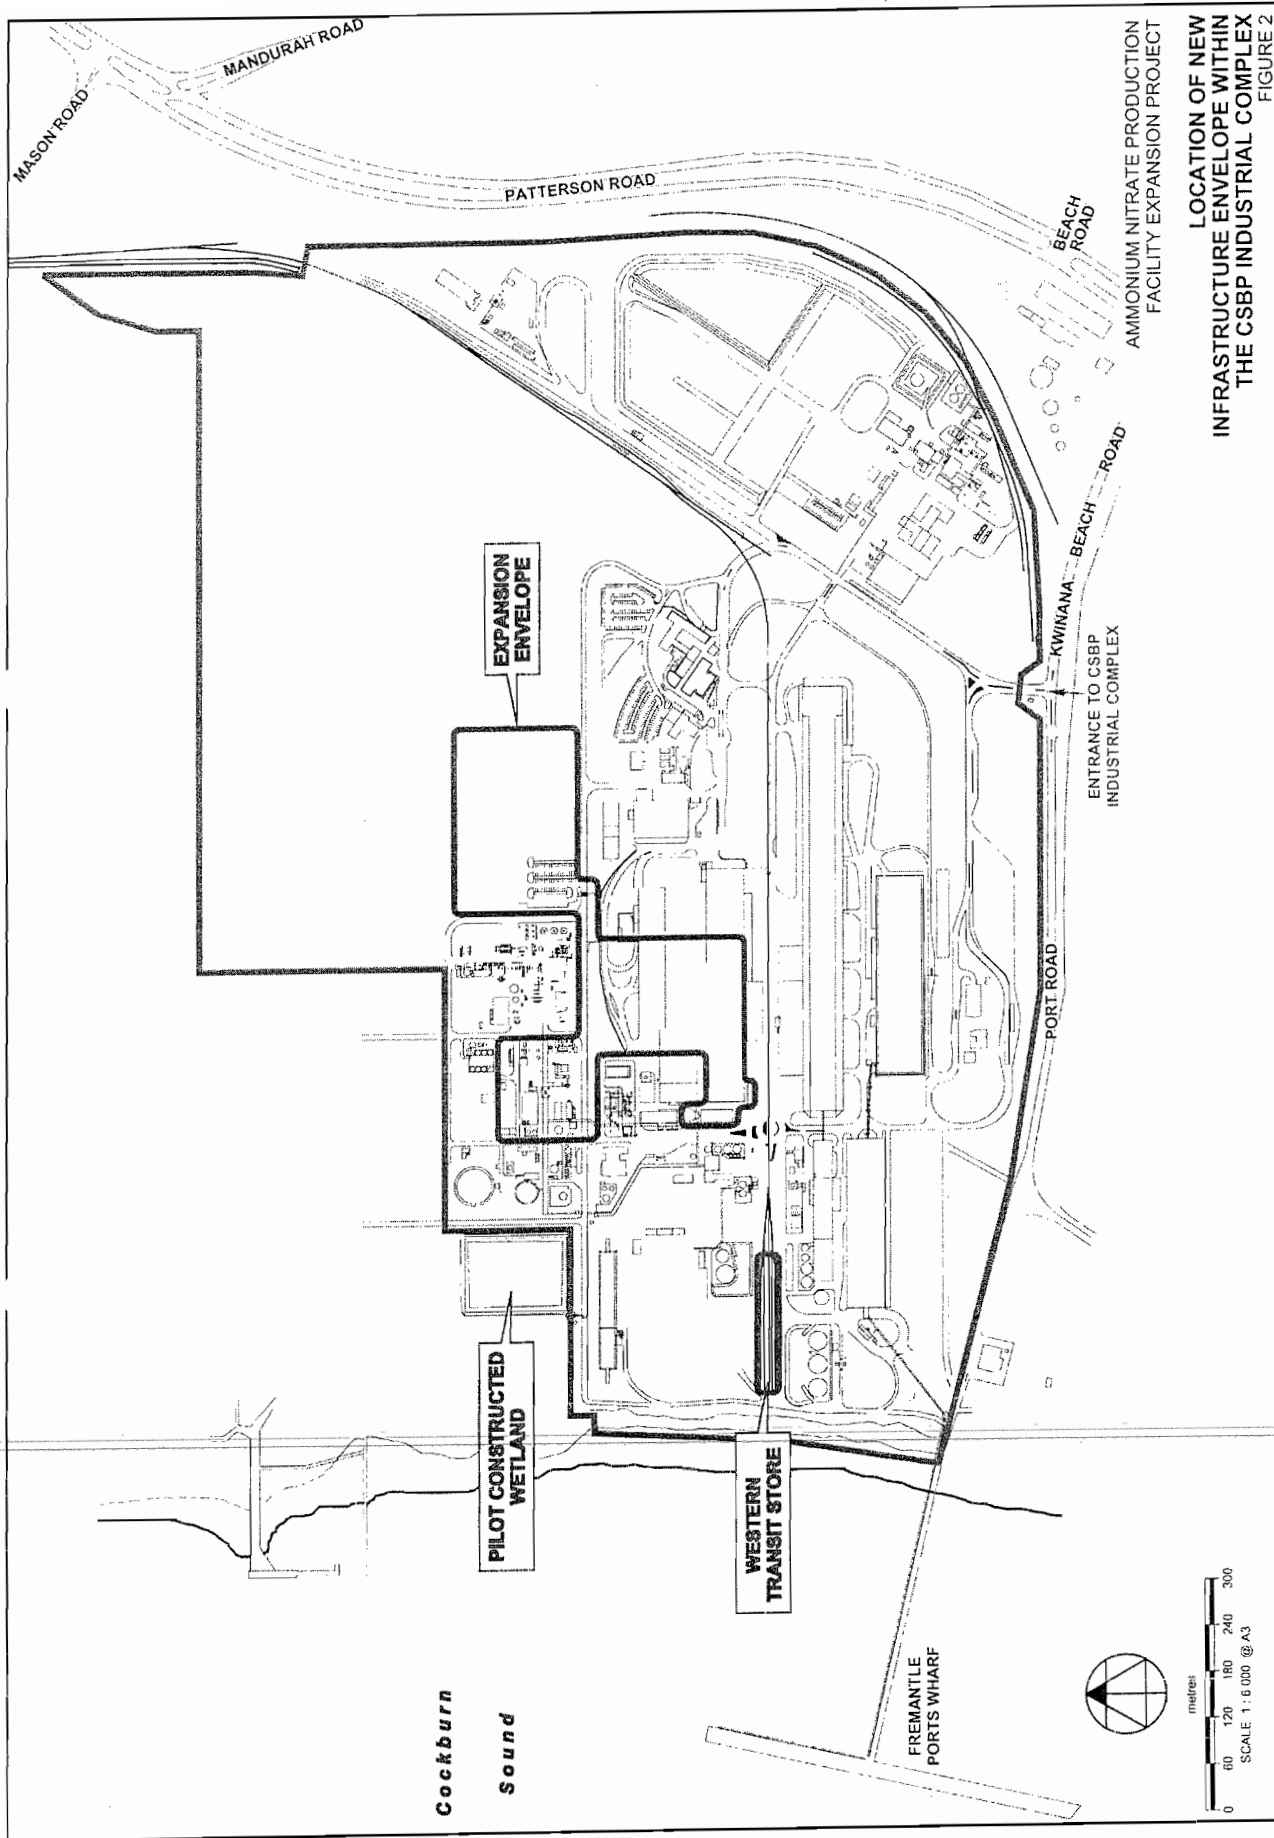 MASON ROAD
MANDURAH ROAD
PATTERSON ROAD
BEACH
ROAD
EXPANSION
ENVELOPE
KWINANA BEACH ROAD
ENTRANCE TO CSBP
INDUSTRIAL COMPLEX
PORT ROAD
PILOT CONSTRUCTED
WETLAND
WESTERN
TRANSIT STORE
Cockburn
Sound
FREMANTLE
PORTS WHARF
metres
0 60 120 180 240 300
SCALE 1 : 6 000 @ A3
AMMONIUM NITRATE PRODUCTION
FACILITY EXPANSION PROJECT
LOCATION OF NEW
INFRASTRUCTURE ENVELOPE WITHIN
THE CSBP INDUSTRIAL COMPLEX
FIGURE 2